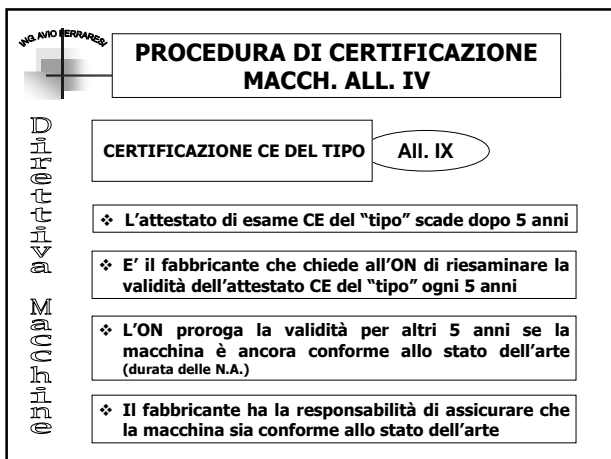 ING. AVIO FERRARESI
PROCEDURA DI CERTIFICAZIONE
MACCH. ALL. IV
Direttiva Macchine
CERTIFICAZIONE CE DEL TIPO
All. IX
❖ L'attestato di esame CE del “tipo” scade dopo 5 anni
❖ E’ il fabbricante che chiede all’ON di riesaminare la
validità dell’attestato CE del “tipo” ogni 5 anni
❖ L’ON proroga la validità per altri 5 anni se la
macchina è ancora conforme allo stato dell’arte
(durata delle N.A.)
❖ Il fabbricante ha la responsabilità di assicurare che
la macchina sia conforme allo stato dell’arte